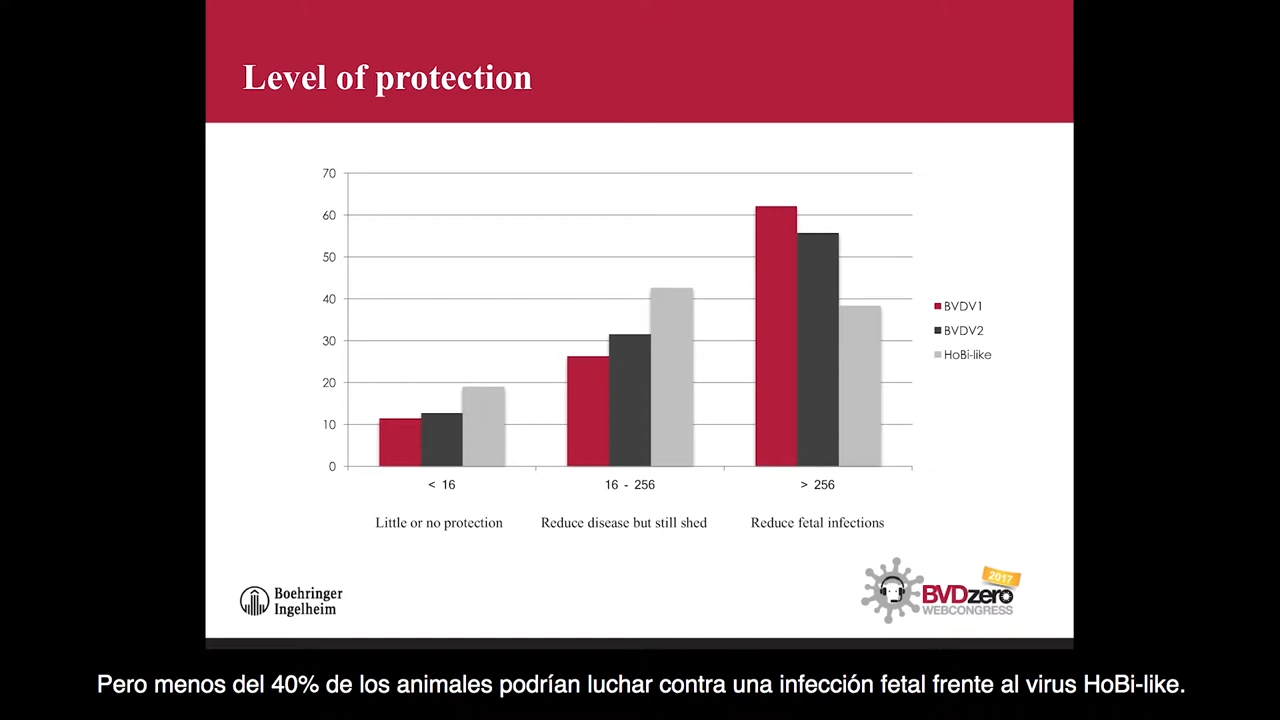 Level of protection
70
60
50
40
30
20
10
0
< 16
16 - 256
> 256
BVDV1
BVDV2
HoBi-like
Little or no protection
Reduce disease but still shed
Reduce fetal infections
Boehringer
Ingelheim
2017
BVDzero
WEBCONGRESS
Pero menos del 40% de los animales podrían luchar contra una infección fetal frente al virus HoBi-like.